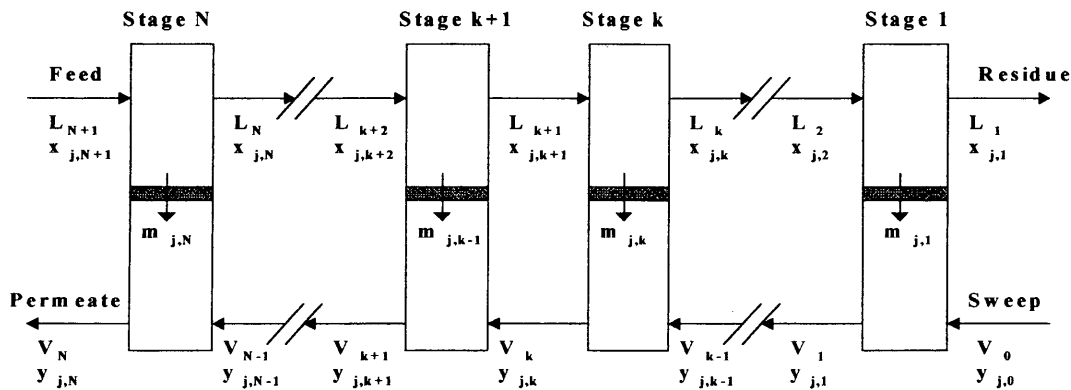 Stage N Stage k+1 Stage k Stage 1
Feed Residue
L N+1 L N L k+2 L k+1 L k L 2 L 1
x j,N+1 x j,N x j,k+2 x j,k+1 x j,k x j,2 x j,1
m j,N m j,k-1 m j,k m j,1
Permeate Sweep
V N V N-1 V k+1 V k V k-1 V 1 V 0
y j,N y j,N-1 y j,k+1 y j,k y j,k-1 y j,1 y j,0